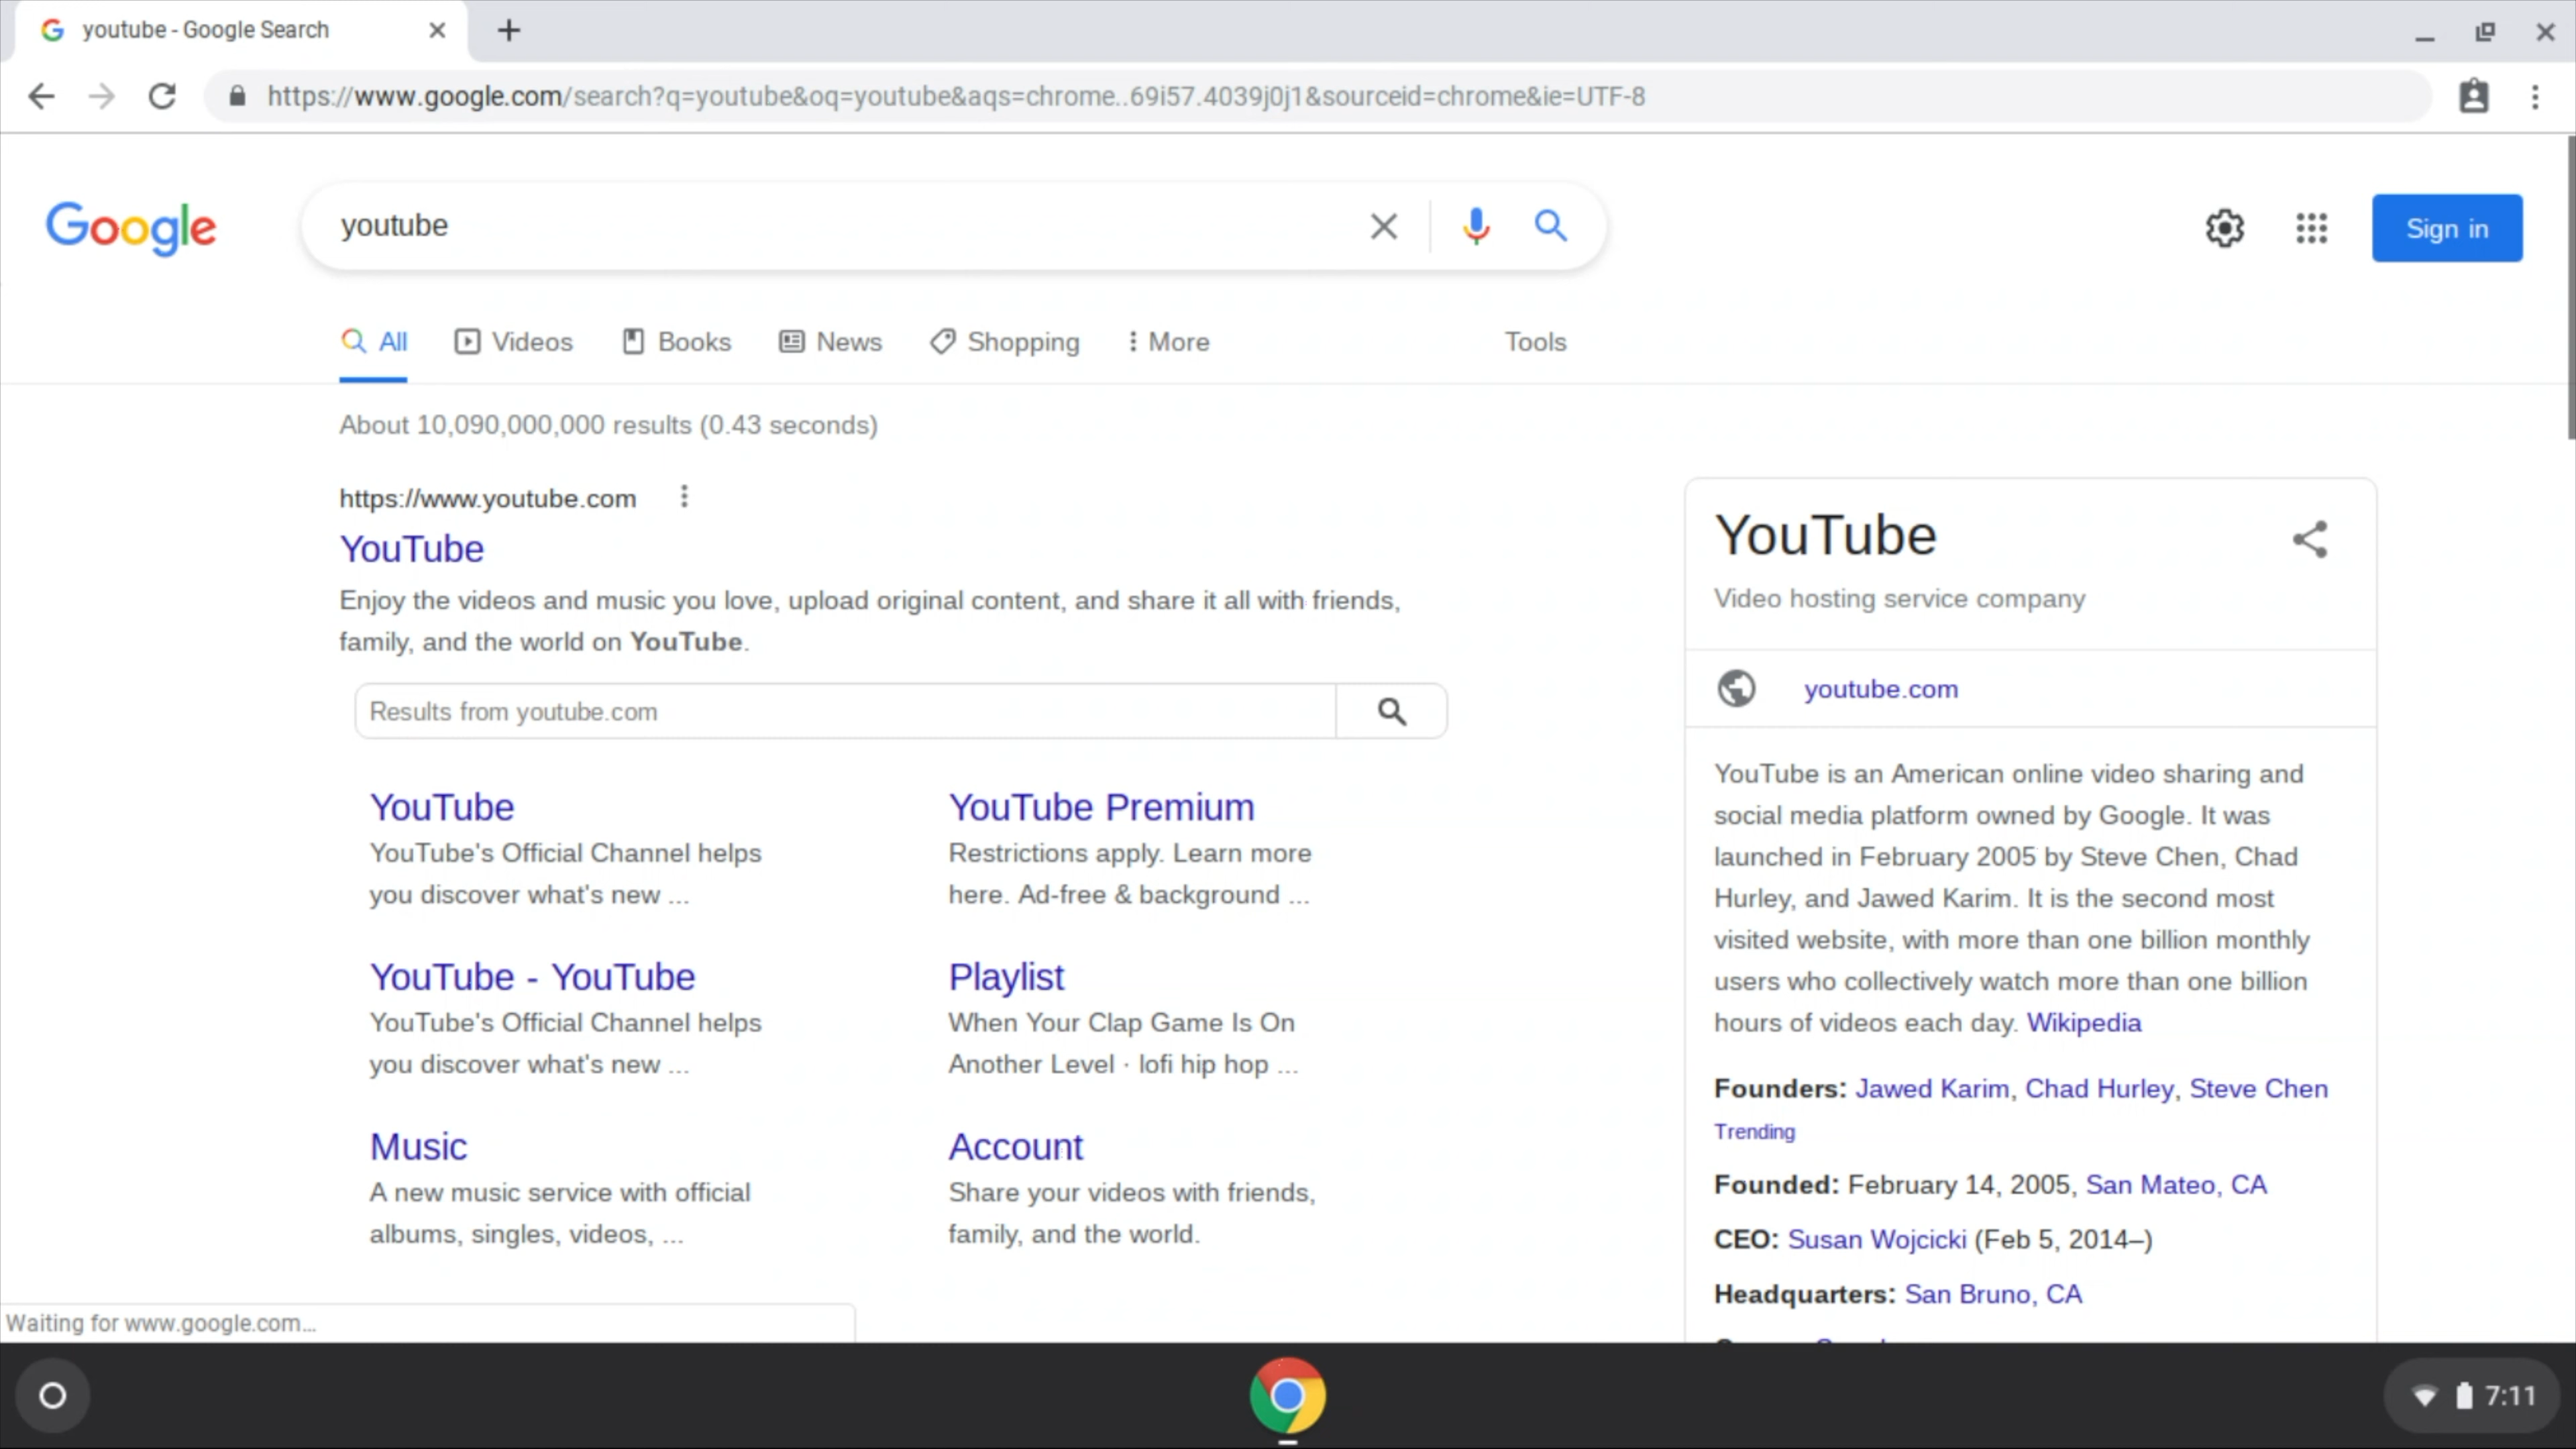 youtube - Google Search
https://www.google.com/search?q=youtube&oq=youtube&aqs=chrome..69i57.4039j0j1&sourceid=chrome&ie=UTF-8
Google
youtube
Sign in
All
Videos
Books
News
Shopping
More
Tools
About 10,090,000,000 results (0.43 seconds)
https://www.youtube.com
YouTube
Enjoy the videos and music you love, upload original content, and share it all with friends,
family, and the world on YouTube.
Results from youtube.com
YouTube
YouTube's Official Channel helps
you discover what's new ...
YouTube Premium
Restrictions apply. Learn more
here. Ad-free & background ...
YouTube - YouTube
YouTube's Official Channel helps
you discover what's new ...
Playlist
When Your Clap Game Is On
Another Level · lofi hip hop ...
Music
A new music service with official
albums, singles, videos, ...
Account
Share your videos with friends,
family, and the world.
YouTube
Video hosting service company
youtube.com
YouTube is an American online video sharing and
social media platform owned by Google. It was
launched in February 2005 by Steve Chen, Chad
Hurley, and Jawed Karim. It is the second most
visited website, with more than one billion monthly
users who collectively watch more than one billion
hours of videos each day. Wikipedia
Founders: Jawed Karim, Chad Hurley, Steve Chen
Trending
Founded: February 14, 2005, San Mateo, CA
CEO: Susan Wojcicki (Feb 5, 2014–)
Headquarters: San Bruno, CA
Waiting for www.google.com...
7:11